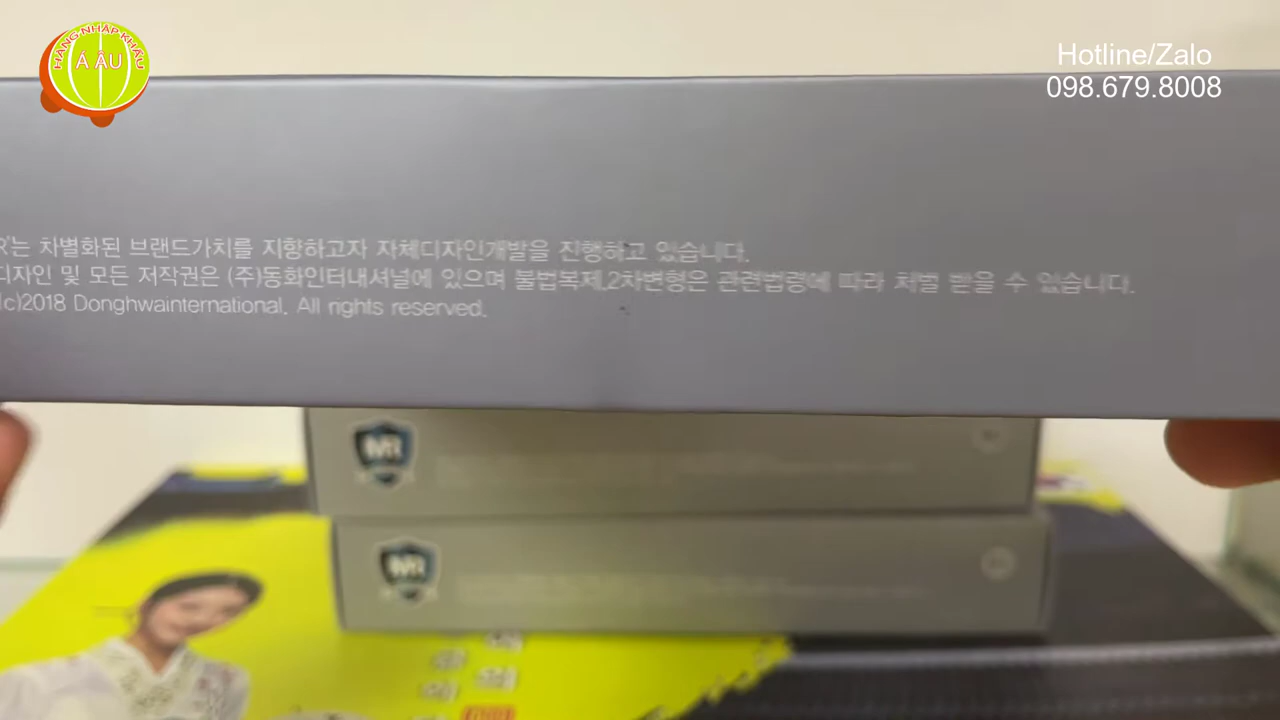 HÀNG NHẬP KHẨU
Á ÂU
Hotline/Zalo
098.679.8008
R'는 차별화된 브랜드가치를 지향하고자 자체디자인개발을 진행하고 있습니다.
디자인 및 모든 저작권은 (주)동화인터내셔널에 있으며 불법복제,2차변형은 관련법령에 따라 처벌 받을 수 있습니다.
(c)2018 Donghwainternational. All rights reserved.
MR
MR